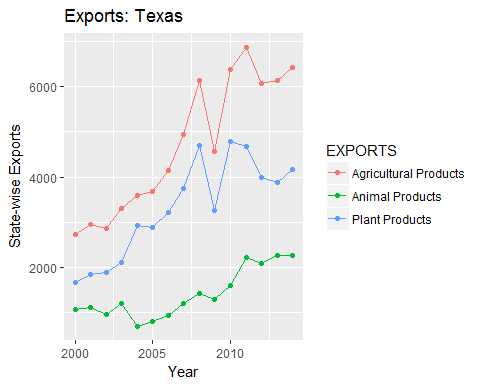 Exports: Texas
State-wise Exports
6000
4000
2000
2000
2005
2010
Year
EXPORTS
Agricultural Products
Animal Products
Plant Products